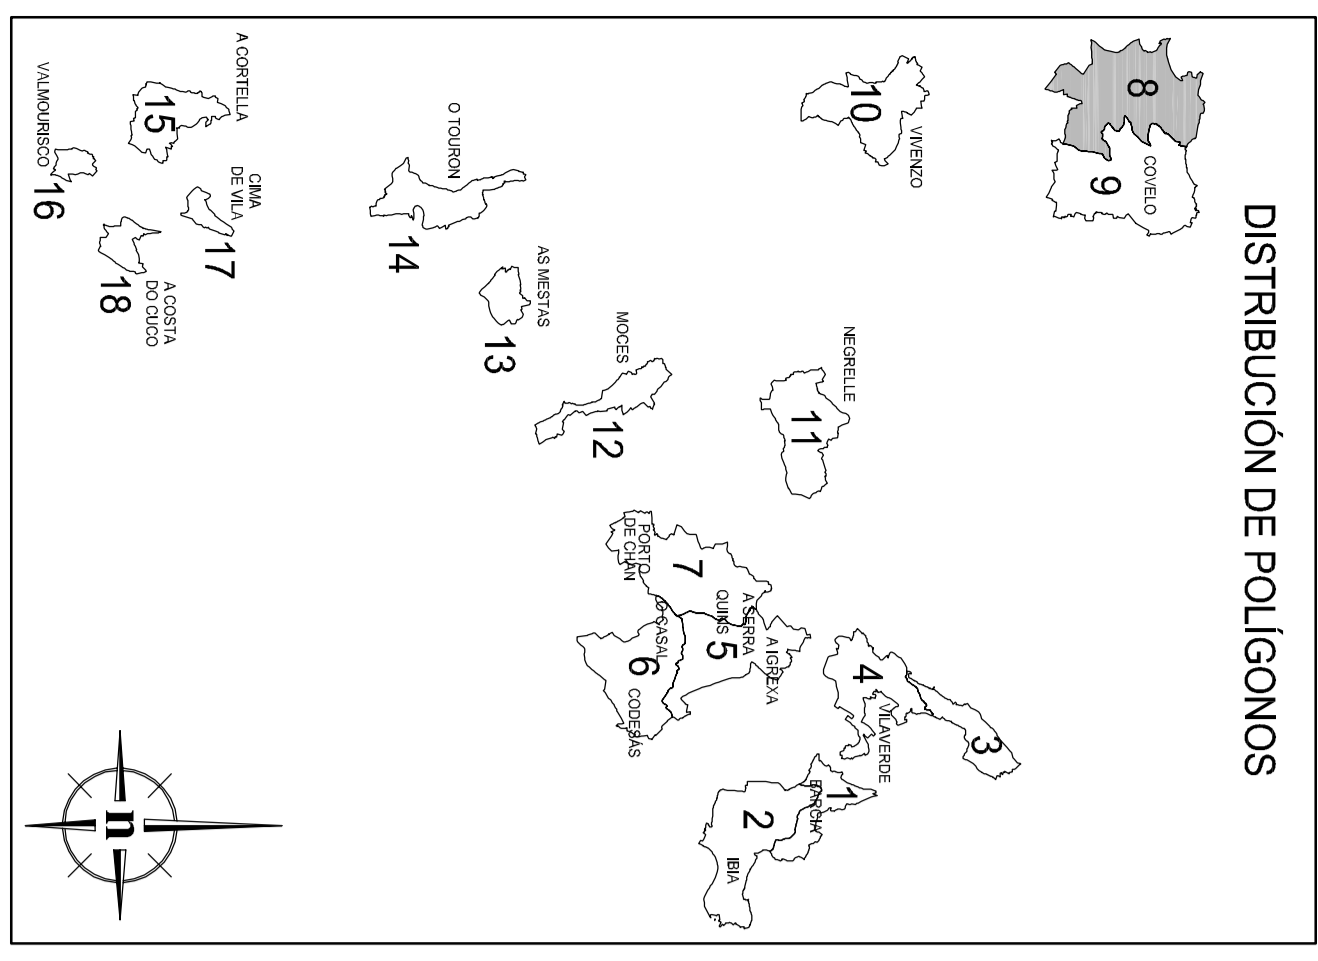 DISTRIBUCIÓN DE POLÍGONOS
8
COVELO
9
VIVENZO
10
NEGRELLE
11
3
4
VILAVERDE
1
BARCIA
2
IBIA
A IGREXA
A SERRA
QUINS
5
7
PORTO
DE CHAN
O CASAL
6
CODESÁS
MOCES
12
AS MESTAS
13
O TOURON
14
A CORTELLA
15
CIMA
DE VILA
17
VALMOURISCO
16
A COSTA
DO CUCO
18
n